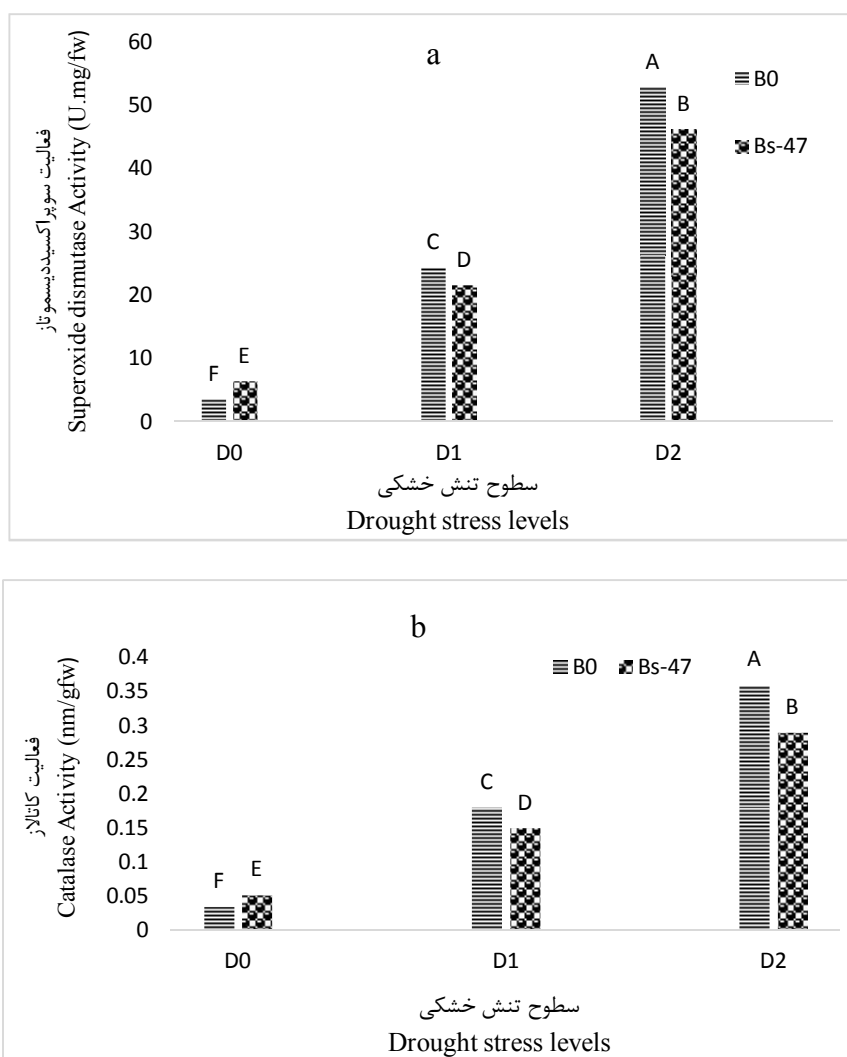 a
فعالیت سوپراکسیددیسموتاز
Superoxide dismutase Activity (U.mg/fw)
60
50
40
30
20
10
0
A
B
C
D
F
E
B0
Bs-47
D0
D1
D2
سطوح تنش خشکی
Drought stress levels
b
فعالیت کاتالاز
Catalase Activity (nm/gfw)
0.4
0.35
0.3
0.25
0.2
0.15
0.1
0.05
0
B0 Bs-47
A
B
C
D
F
E
D0
D1
D2
سطوح تنش خشکی
Drought stress levels